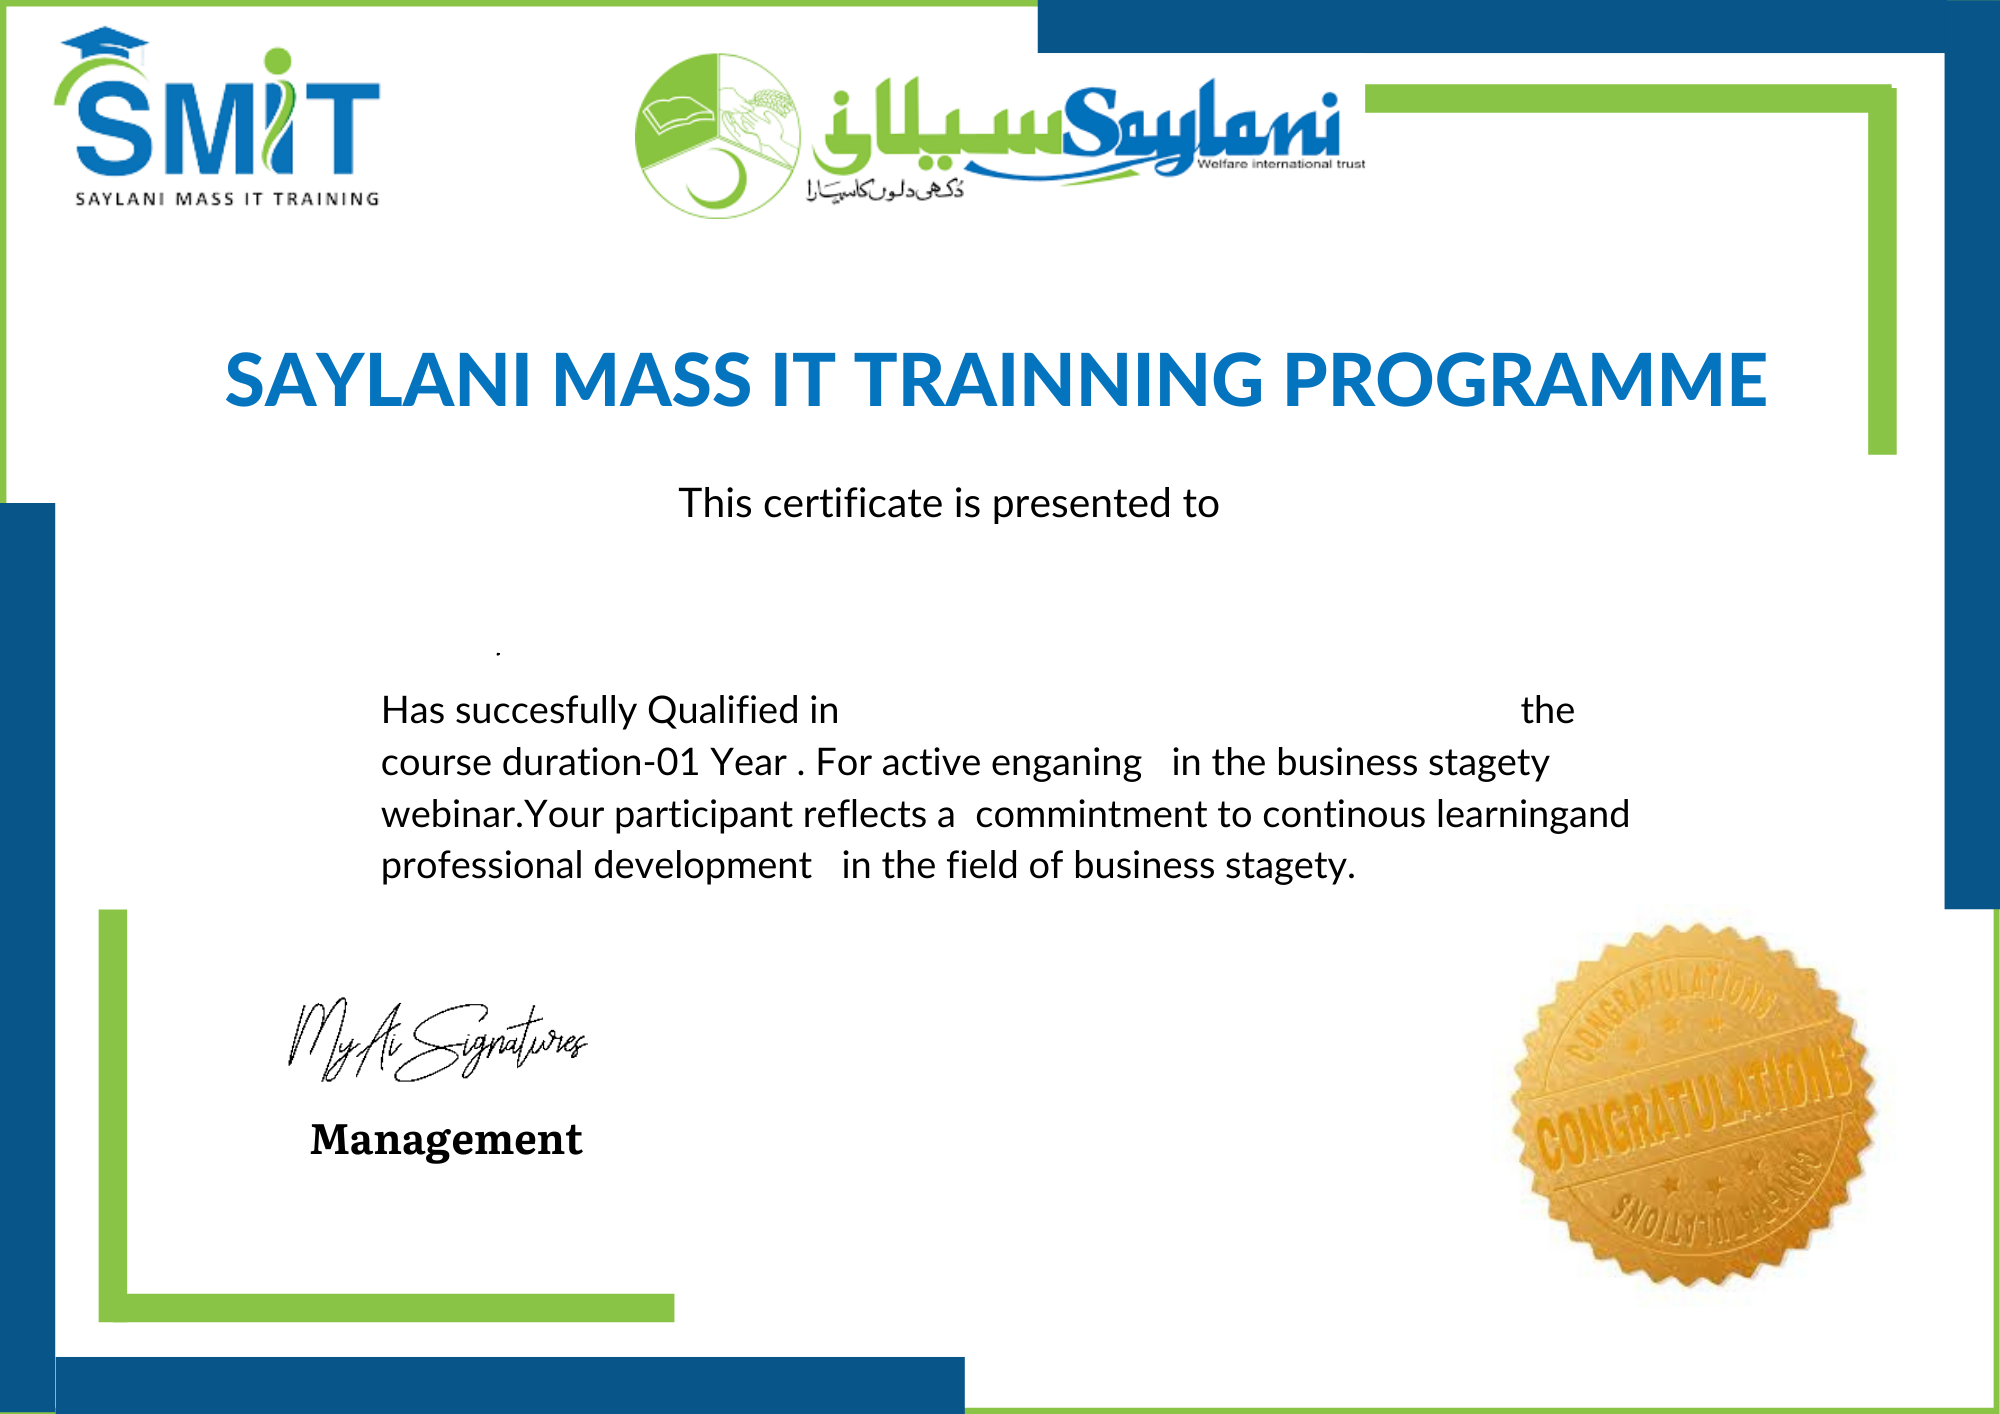 SMiT
SAYLANI MASS IT TRAINING
سیلانی Saylani
Welfare international trust
دُکھی دلوں کا سہارا
SAYLANI MASS IT TRAINNING PROGRAMME
This certificate is presented to
.
Has succesfully Qualified in the
course duration-01 Year . For active enganing in the business stagety
webinar.Your participant reflects a commintment to continous learningand
professional development in the field of business stagety.
My Ai Signatures
Management
CONGRATULATIONS
CONGRATULATIONS
CONGRATULATIONS